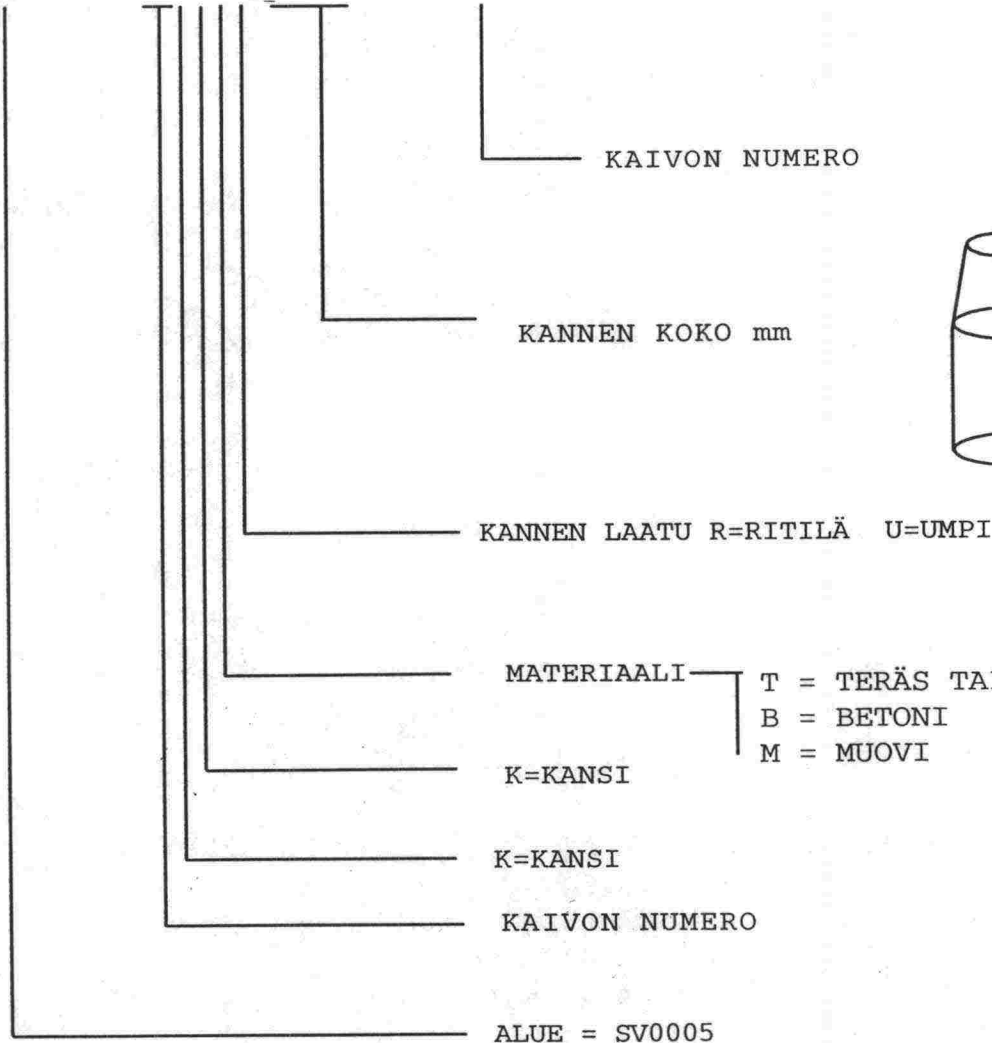 KAIVON NUMERO
KANNEN KOKO mm
KANNEN LAATU R=RITILÄ U=UMPI
MATERIAALI
T = TERÄS
B = BETONI
M = MUOVI
K=KANSI
K=KANSI
KAIVON NUMERO
ALUE = SV0005